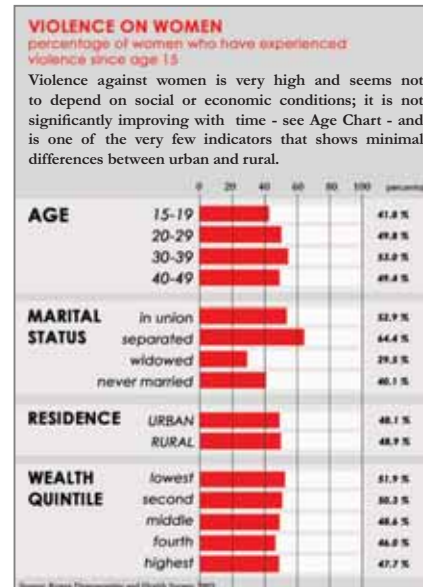 VIOLENCE ON WOMEN
percentage of women who have experienced
violence since age 15
Violence against women is very high and seems not
to depend on social or economic conditions; it is not
significantly improving with time - see Age Chart - and
is one of the very few indicators that shows minimal
differences between urban and rural.
0 20 40 60 80 100
AGE 15-19 41.8 %
20-29 49.8 %
30-39 53.0 %
40-49 49.4 %
MARITAL in union 52.9 %
STATUS separated 64.4 %
widowed 29.5 %
never married 40.1 %
RESIDENCE URBAN 48.1 %
RURAL 48.9 %
WEALTH lowest 51.9 %
QUINTILE second 50.3 %
middle 48.6 %
fourth 46.0 %
highest 47.7 %